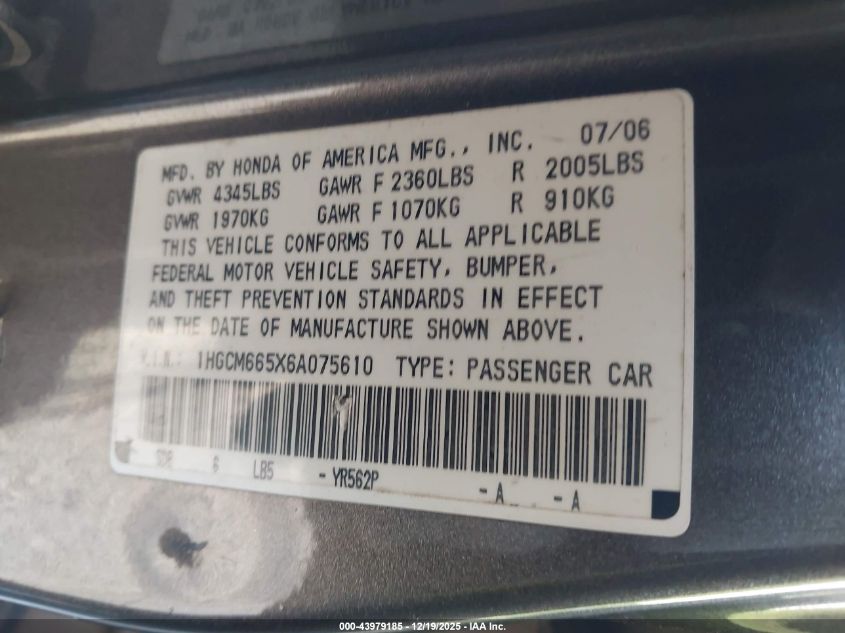 MFD. BY HONDA OF AMERICA MFG., INC. 07/06
GVWR 4345LBS GAWR F 2360LBS R 2005LBS
GVWR 1970KG GAWR F 1070KG R 910KG
THIS VEHICLE CONFORMS TO ALL APPLICABLE
FEDERAL MOTOR VEHICLE SAFETY, BUMPER,
AND THEFT PREVENTION STANDARDS IN EFFECT
ON THE DATE OF MANUFACTURE SHOWN ABOVE.
V.I.N.: 1HGCM665X6A075610 TYPE: PASSENGER CAR
SDR 6 LB5 - YR562P - A - A
000-43979185 - 12/19/2025 - IAA Inc.